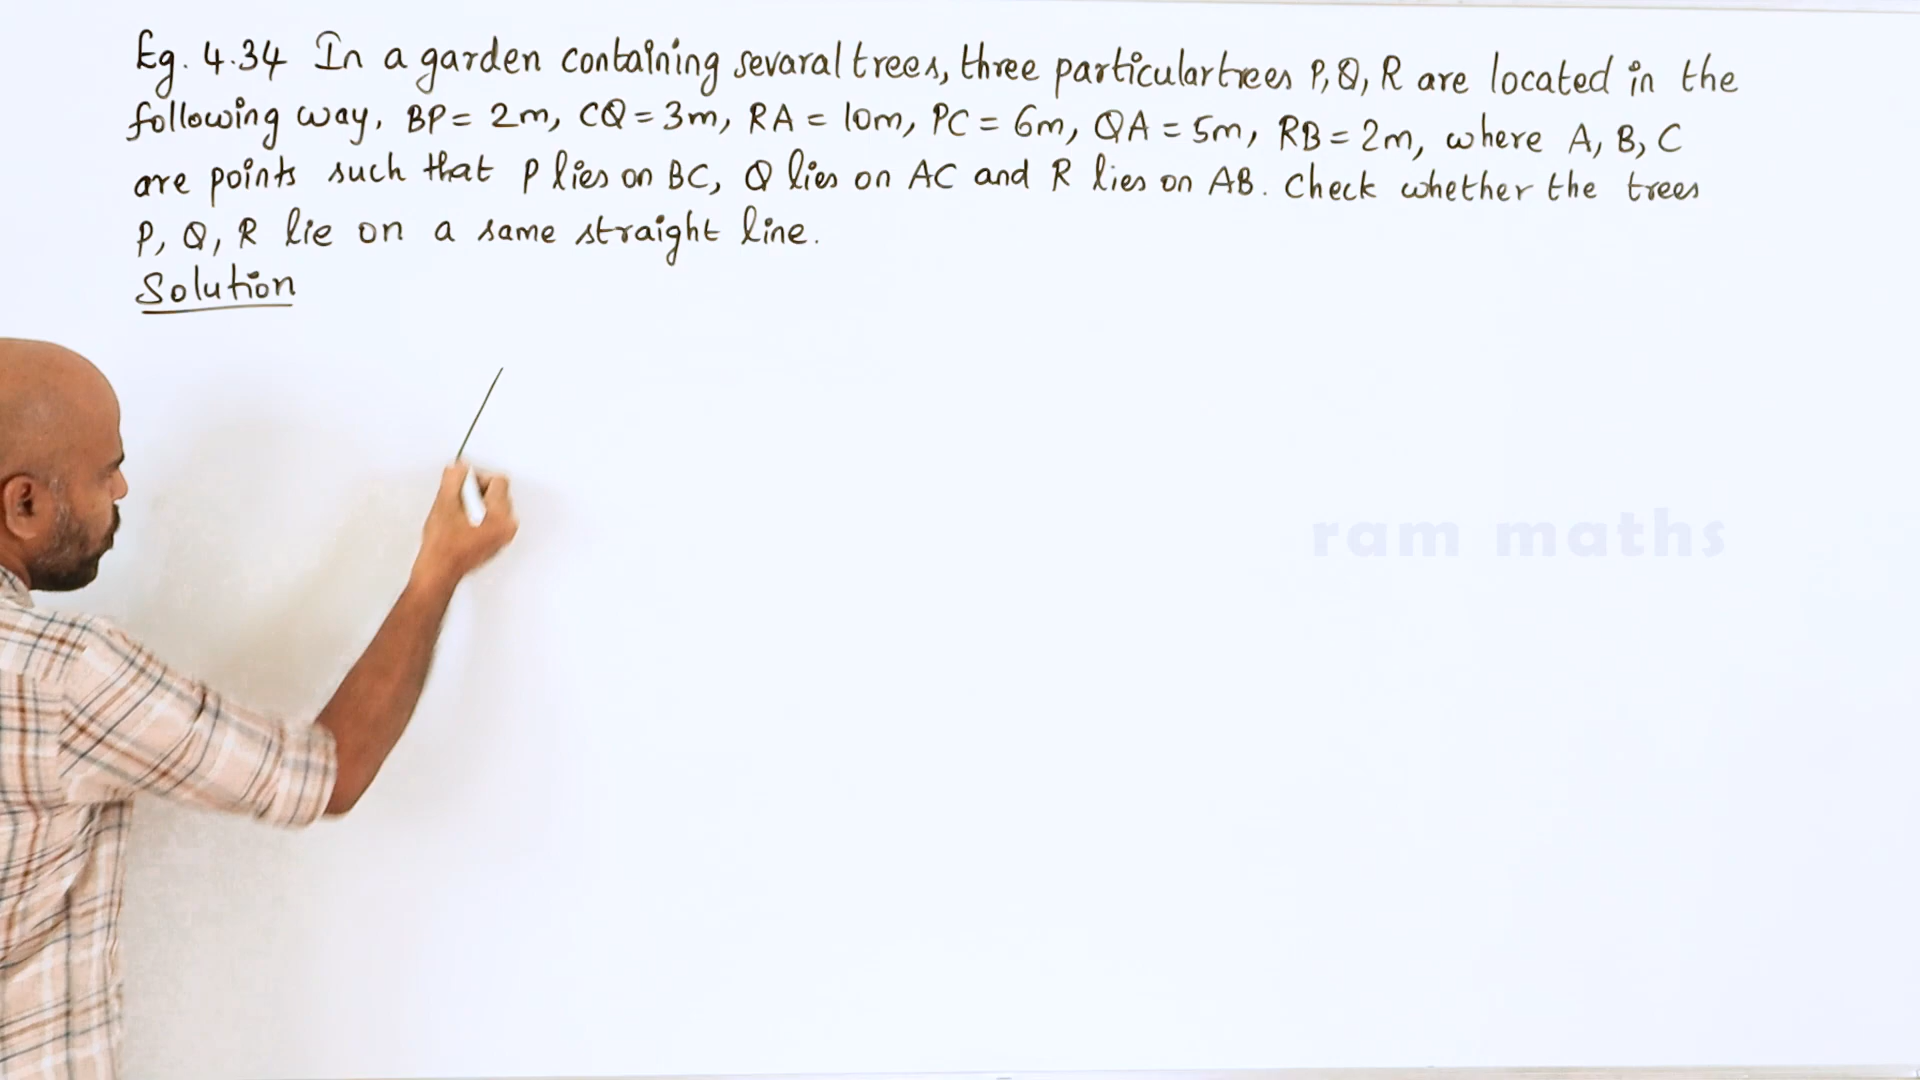 Eg. 4.34 In a garden containing sevaral trees, three particular trees P, Q, R are located in the
following way, BP = 2m, CQ = 3m, RA = 10m, PC = 6m, QA = 5m, RB = 2m, where A, B, C
are points such that P lies on BC, Q lies on AC and R lies on AB. Check whether the trees
P, Q, R lie on a same straight line.
Solution
ram maths